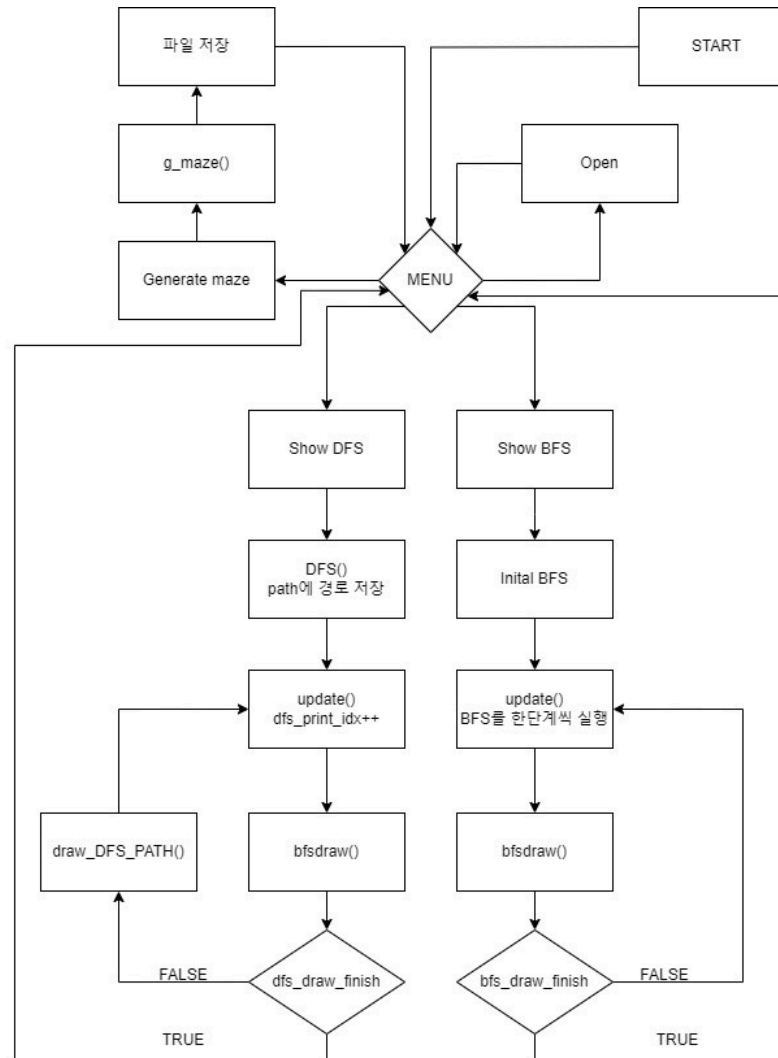 파일 저장
START
g_maze()
Open
Generate maze
MENU
Show DFS
Show BFS
DFS()
path에 경로 저장
Inital BFS
update()
dfs_print_idx++
update()
BFS를 한단계씩 실행
draw_DFS_PATH()
bfsdraw()
bfsdraw()
FALSE
dfs_draw_finish
bfs_draw_finish
FALSE
TRUE
TRUE